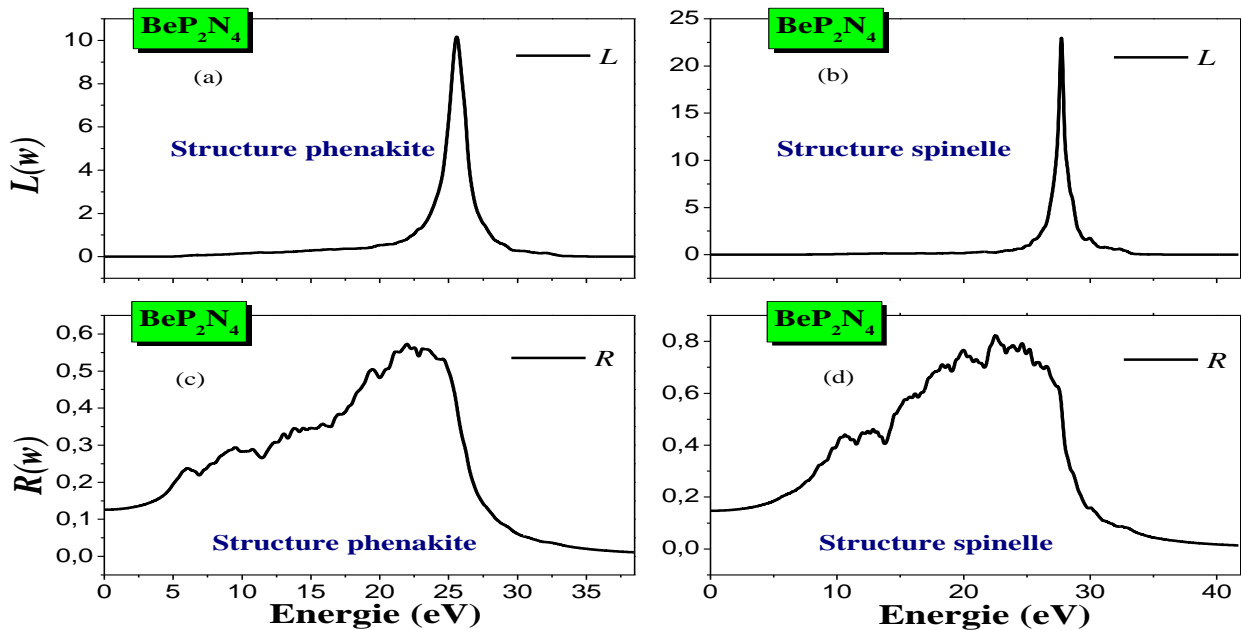 BeP₂N₄
(a)
L
Structure phenakite
L(w)
10
8
6
4
2
0
BeP₂N₄
(b)
L
Structure spinelle
25
20
15
10
5
0
BeP₂N₄
(c)
R
Structure phenakite
R(w)
0,6
0,5
0,4
0,3
0,2
0,1
0,0
0 5 10 15 20 25 30 35
Energie (eV)
BeP₂N₄
(d)
R
Structure spinelle
0,8
0,6
0,4
0,2
0,0
0 10 20 30 40
Energie (eV)